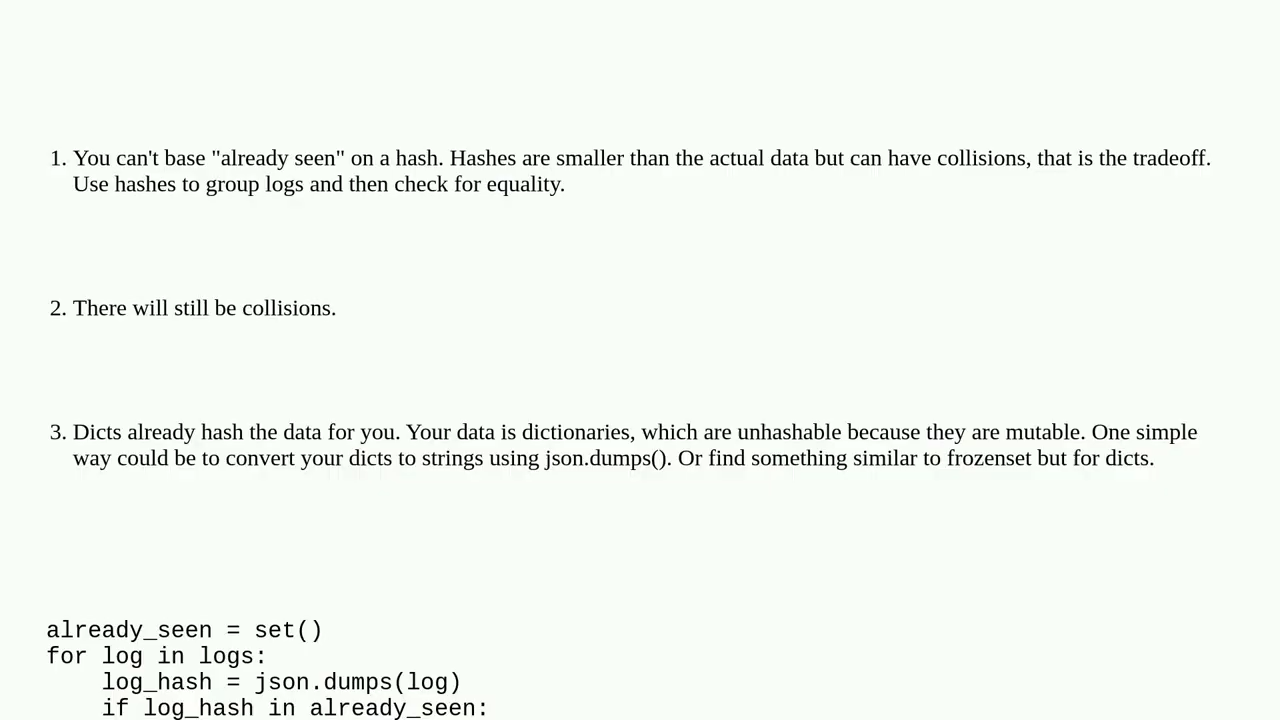 1. You can't base "already seen" on a hash. Hashes are smaller than the actual data but can have collisions, that is the tradeoff.
Use hashes to group logs and then check for equality.
2. There will still be collisions.
3. Dicts already hash the data for you. Your data is dictionaries, which are unhashable because they are mutable. One simple
way could be to convert your dicts to strings using json.dumps(). Or find something similar to frozenset but for dicts.
already_seen = set()
for log in logs:
    log_hash = json.dumps(log)
    if log_hash in already_seen: